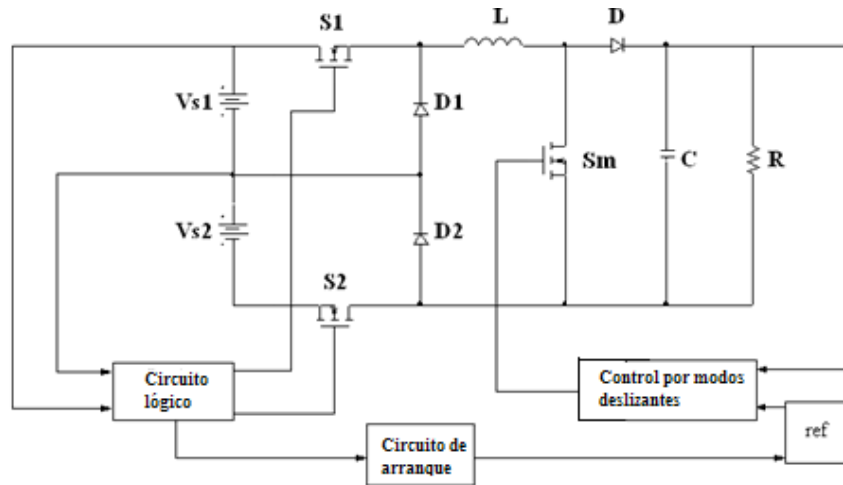 S1
L
D
Vs1
D1
Sm
C
R
Vs2
D2
S2
Circuito
lógico
Control por modos
deslizantes
ref
Circuito de
arranque